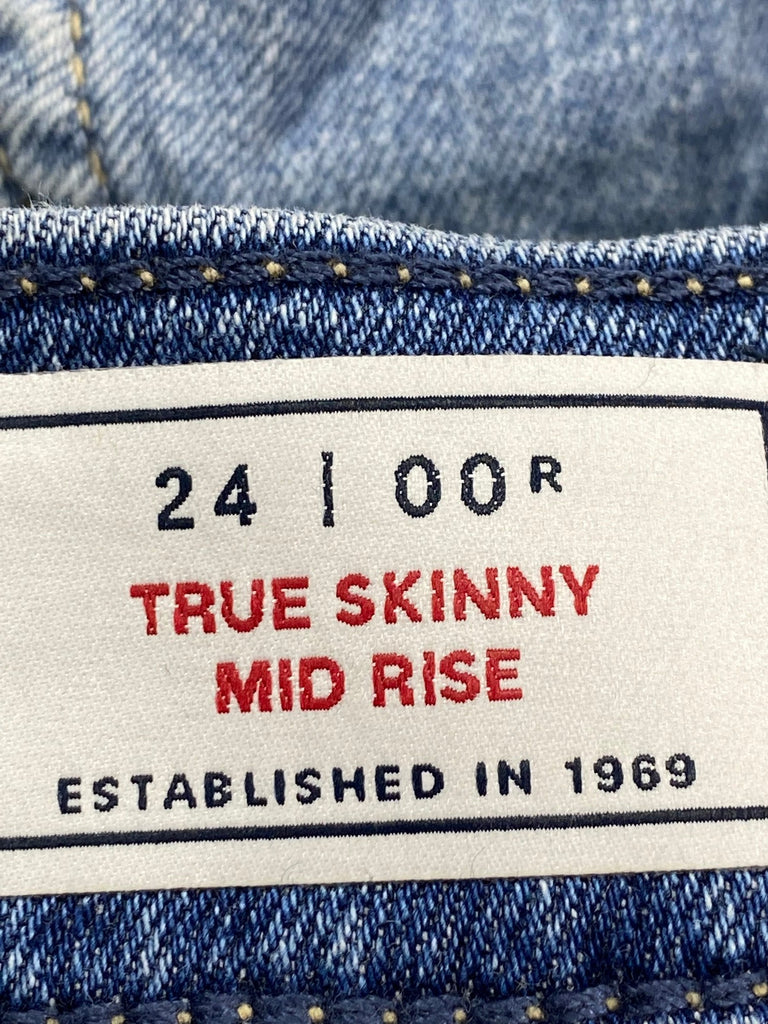 24 | 00R
TRUE SKINNY
MID RISE
ESTABLISHED IN 1969